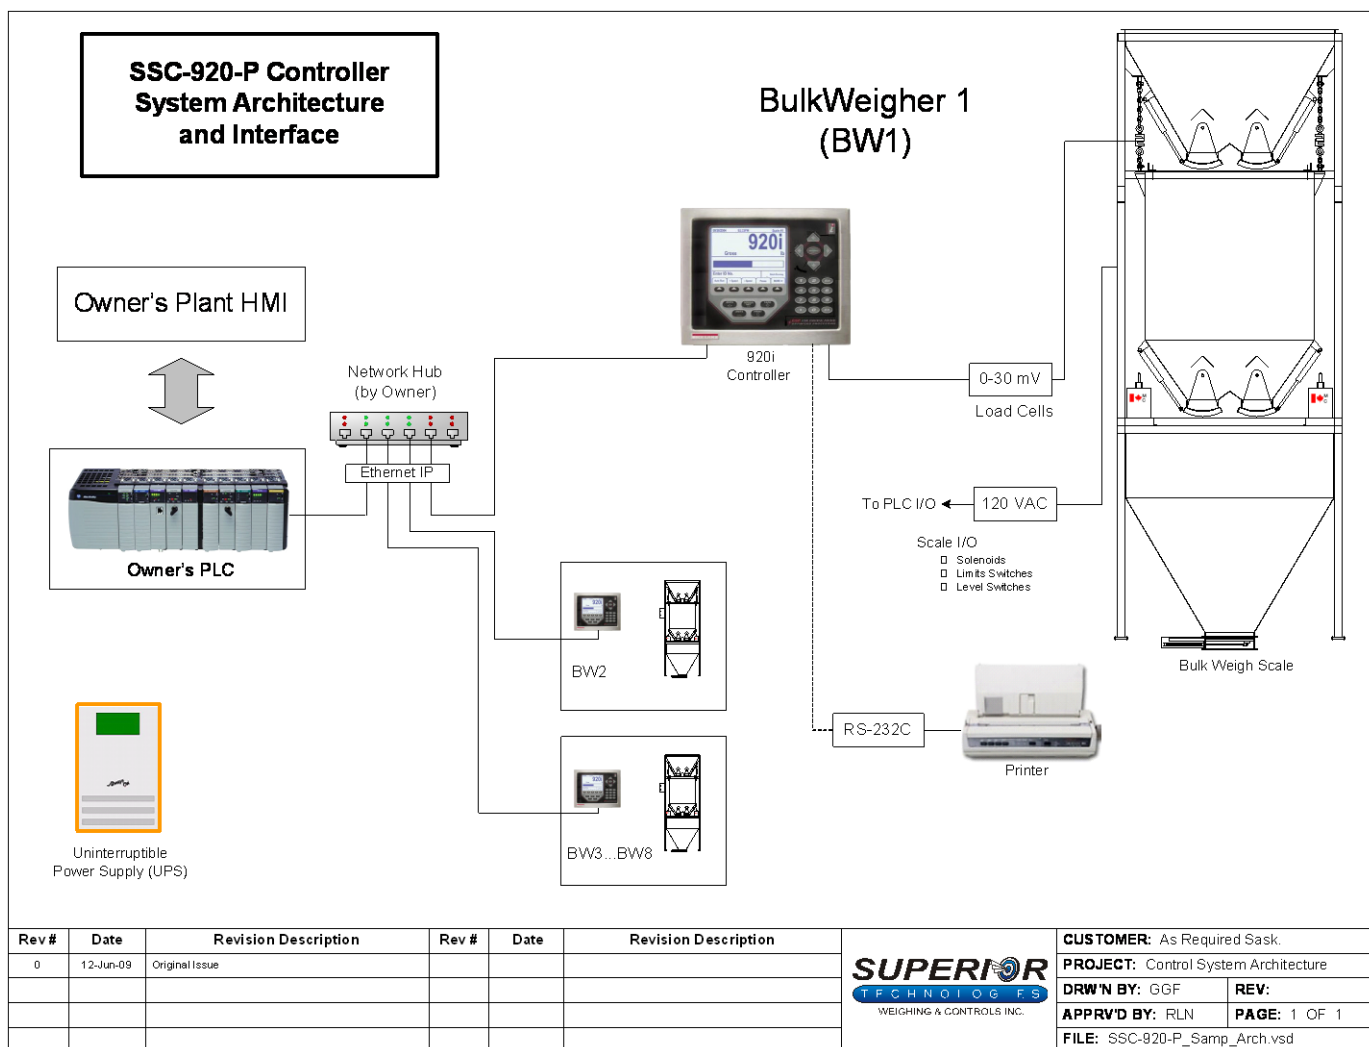 SSC-920-P Controller
System Architecture
and Interface
BulkWeigher 1
(BW1)
920i
Gross
920i
Controller
Owner's Plant HMI
Network Hub
(by Owner)
Ethernet IP
Owner's PLC
0-30 mV
Load Cells
To PLC I/O
120 VAC
Scale I/O
Solenoids
Limits Switches
Level Switches
Bulk Weigh Scale
BW2
RS-232C
Printer
BW3...BW8
Uninterruptible
Power Supply (UPS)
Rev # Date Revision Description Rev # Date Revision Description
0 12-Jun-09 Original Issue
SUPERIOR
TECHNOLOGIES
WEIGHING & CONTROLS INC.
CUSTOMER: As Required Sask.
PROJECT: Control System Architecture
DRW'N BY: GGF REV:
APPRV'D BY: RLN PAGE: 1 OF 1
FILE: SSC-920-P_Samp_Arch.vsd